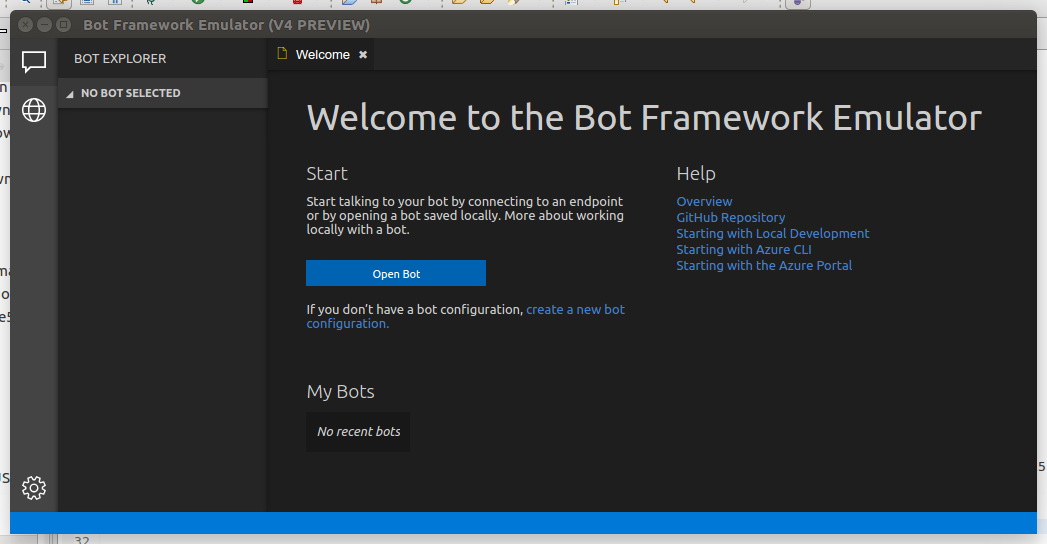 Bot Framework Emulator (V4 PREVIEW)
BOT EXPLORER
NO BOT SELECTED
Welcome
Welcome to the Bot Framework Emulator
Start
Start talking to your bot by connecting to an endpoint
or by opening a bot saved locally. More about working
locally with a bot.
Open Bot
If you don't have a bot configuration, create a new bot
configuration.
My Bots
No recent bots
Help
Overview
GitHub Repository
Starting with Local Development
Starting with Azure CLI
Starting with the Azure Portal
32